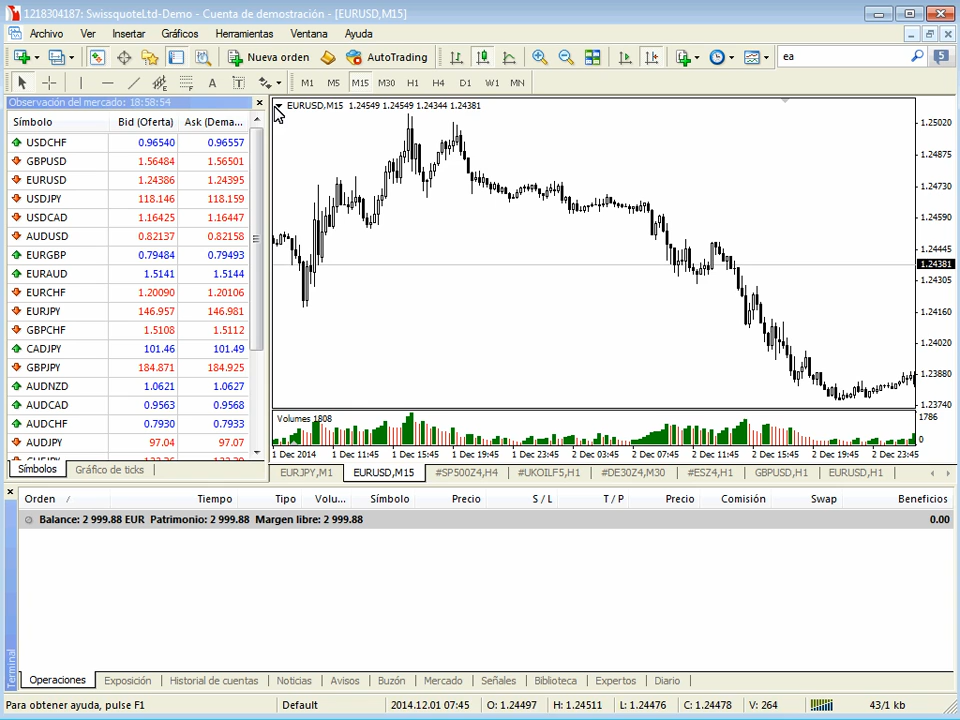 1218304187: SwissquoteLtd-Demo - Cuenta de demostración - [EURUSD,M15]
Archivo Ver Insertar Gráficos Herramientas Ventana Ayuda
Nueva orden AutoTrading ea 5
A T M1 M5 M15 M30 H1 H4 D1 W1 MN
Observación del mercado: 18:58:54
Símbolo Bid (Oferta) Ask (Dema...
USDCHF 0.96540 0.96557
GBPUSD 1.56484 1.56501
EURUSD 1.24386 1.24395
USDJPY 118.146 118.159
USDCAD 1.16425 1.16447
AUDUSD 0.82137 0.82158
EURGBP 0.79484 0.79493
EURAUD 1.5141 1.5144
EURCHF 1.20090 1.20106
EURJPY 146.957 146.981
GBPCHF 1.5108 1.5112
CADJPY 101.46 101.49
GBPJPY 184.871 184.925
AUDNZD 1.0621 1.0627
AUDCAD 0.9563 0.9568
AUDCHF 0.7930 0.7933
AUDJPY 97.04 97.07
Símbolos Gráfico de ticks
EURUSD,M15 1.24549 1.24549 1.24344 1.24381
1.25020
1.24875
1.24730
1.24590
1.24445
1.24381
1.24305
1.24160
1.24020
1.23880
1.23740
Volumes 1808
1786
0
1 Dec 2014 1 Dec 11:45 1 Dec 15:45 1 Dec 19:45 1 Dec 23:45 2 Dec 03:45 2 Dec 07:45 2 Dec 11:45 2 Dec 15:45 2 Dec 19:45 2 Dec 23:45
EURJPY,M1 EURUSD,M15 #SP500Z4,H4 #UKOILF5,H1 #DE30Z4,M30 #ESZ4,H1 GBPUSD,H1 EURUSD,H1
Orden / Tiempo Tipo Volu... Símbolo Precio S / L T / P Precio Comisión Swap Beneficios
Balance: 2 999.88 EUR Patrimonio: 2 999.88 Margen libre: 2 999.88 0.00
Terminal
Operaciones Exposición Historial de cuentas Noticias Avisos Buzón Mercado Señales Biblioteca Expertos Diario
Para obtener ayuda, pulse F1 Default 2014.12.01 07:45 O: 1.24497 H: 1.24511 L: 1.24476 C: 1.24478 V: 264 43/1 kb